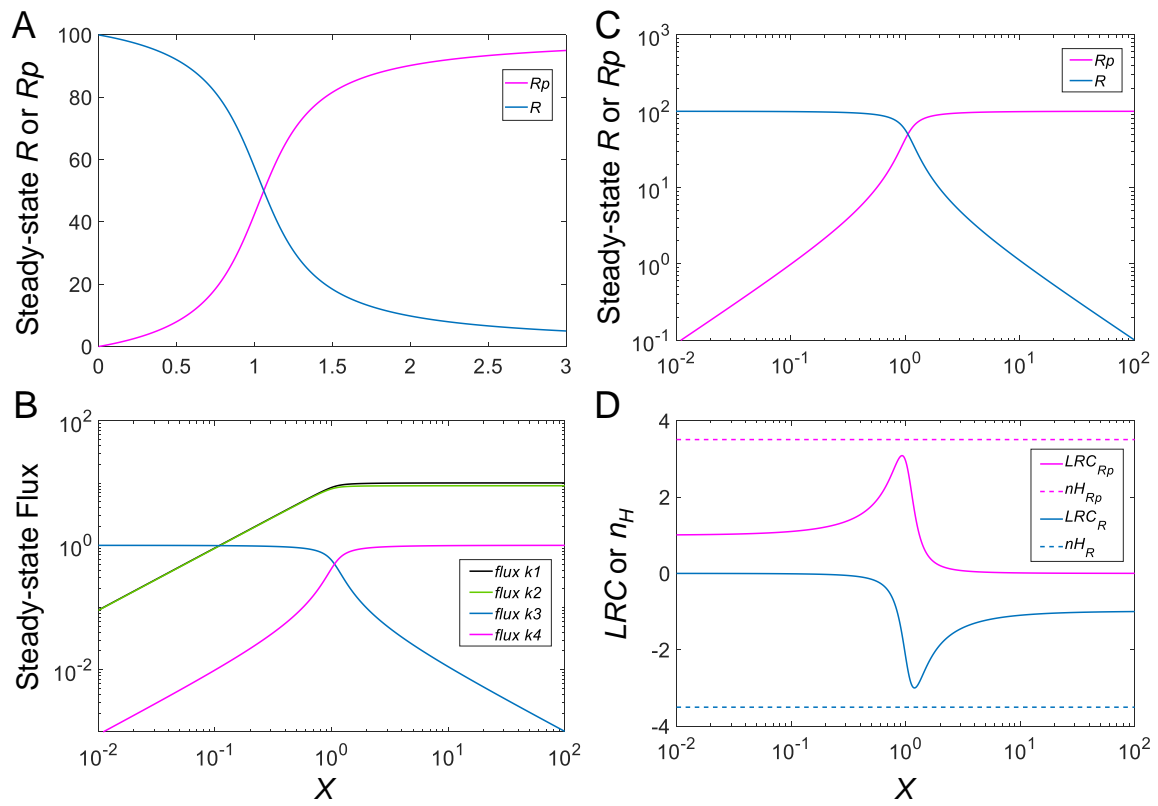 A
Steady-state R or Rp
100
80
60
40
20
0
0 0.5 1 1.5 2 2.5 3
Rp
R
C
Steady-state R or Rp
10^3
10^2
10^1
10^0
10^-1
10^-2 10^-1 10^0 10^1 10^2
Rp
R
B
Steady-state Flux
10^2
10^0
10^-2
10^-2 10^-1 10^0 10^1 10^2
X
flux k1
flux k2
flux k3
flux k4
D
LRC or n_H
4
2
0
-2
-4
10^-2 10^-1 10^0 10^1 10^2
X
LRC_Rp
nH_Rp
LRC_R
nH_R